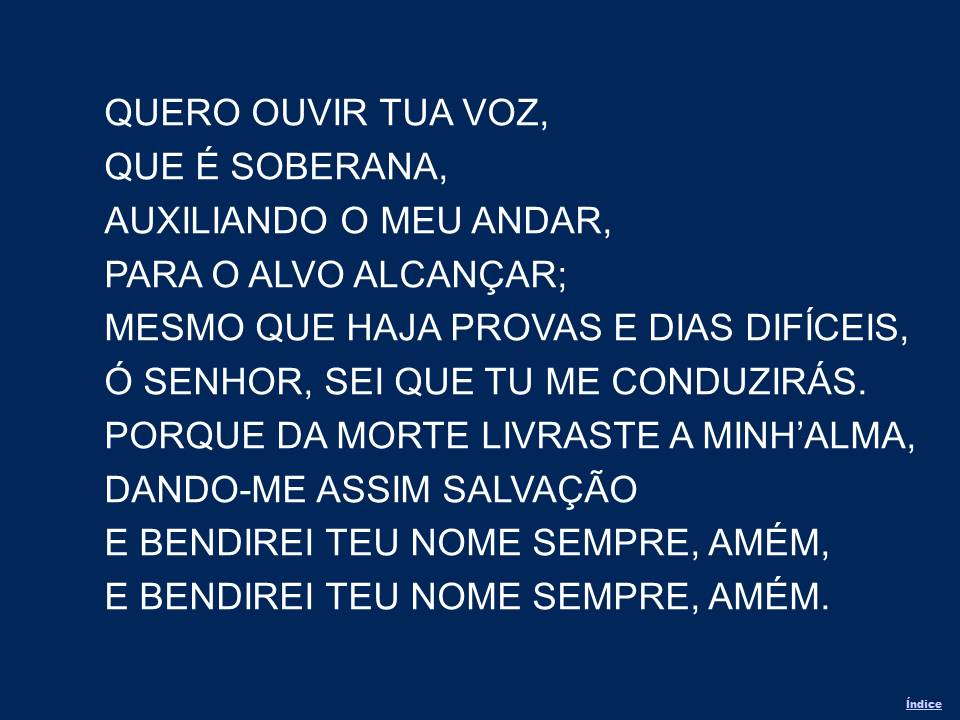 QUERO OUVIR TUA VOZ,
QUE É SOBERANA,
AUXILIANDO O MEU ANDAR,
PARA O ALVO ALCANÇAR;
MESMO QUE HAJA PROVAS E DIAS DIFÍCEIS,
Ó SENHOR, SEI QUE TU ME CONDUZIRÁS.
PORQUE DA MORTE LIVRASTE A MINH’ALMA,
DANDO-ME ASSIM SALVAÇÃO
E BENDIREI TEU NOME SEMPRE, AMÉM,
E BENDIREI TEU NOME SEMPRE, AMÉM.
Índice